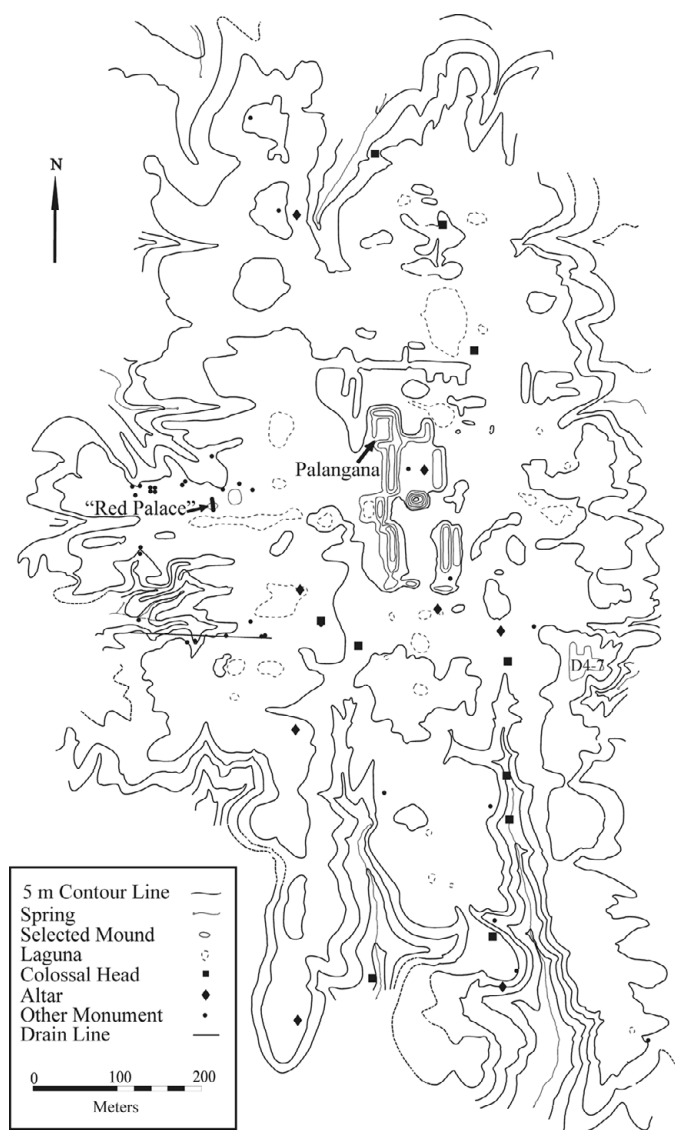 N
Palangana
“Red Palace”
D4-7
5 m Contour Line
Spring
Selected Mound
Laguna
Colossal Head
Altar
Other Monument
Drain Line
0 100 200
Meters